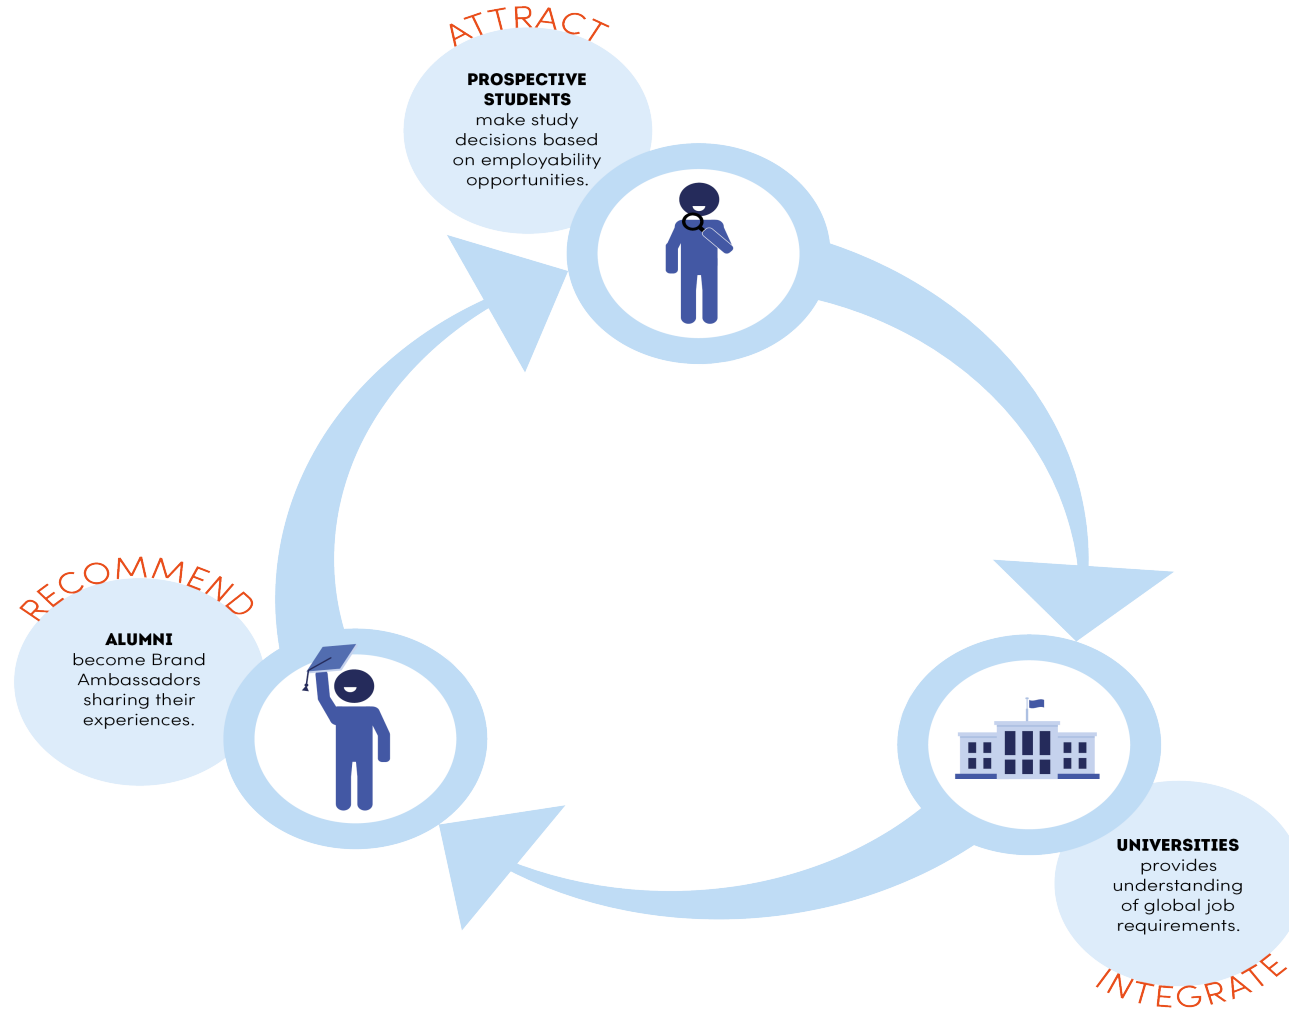 ATTRACT
PROSPECTIVE
STUDENTS
make study
decisions based
on employability
opportunities.
RECOMMEND
ALUMNI
become Brand
Ambassadors
sharing their
experiences.
UNIVERSITIES
provides
understanding
of global job
requirements.
INTEGRATE